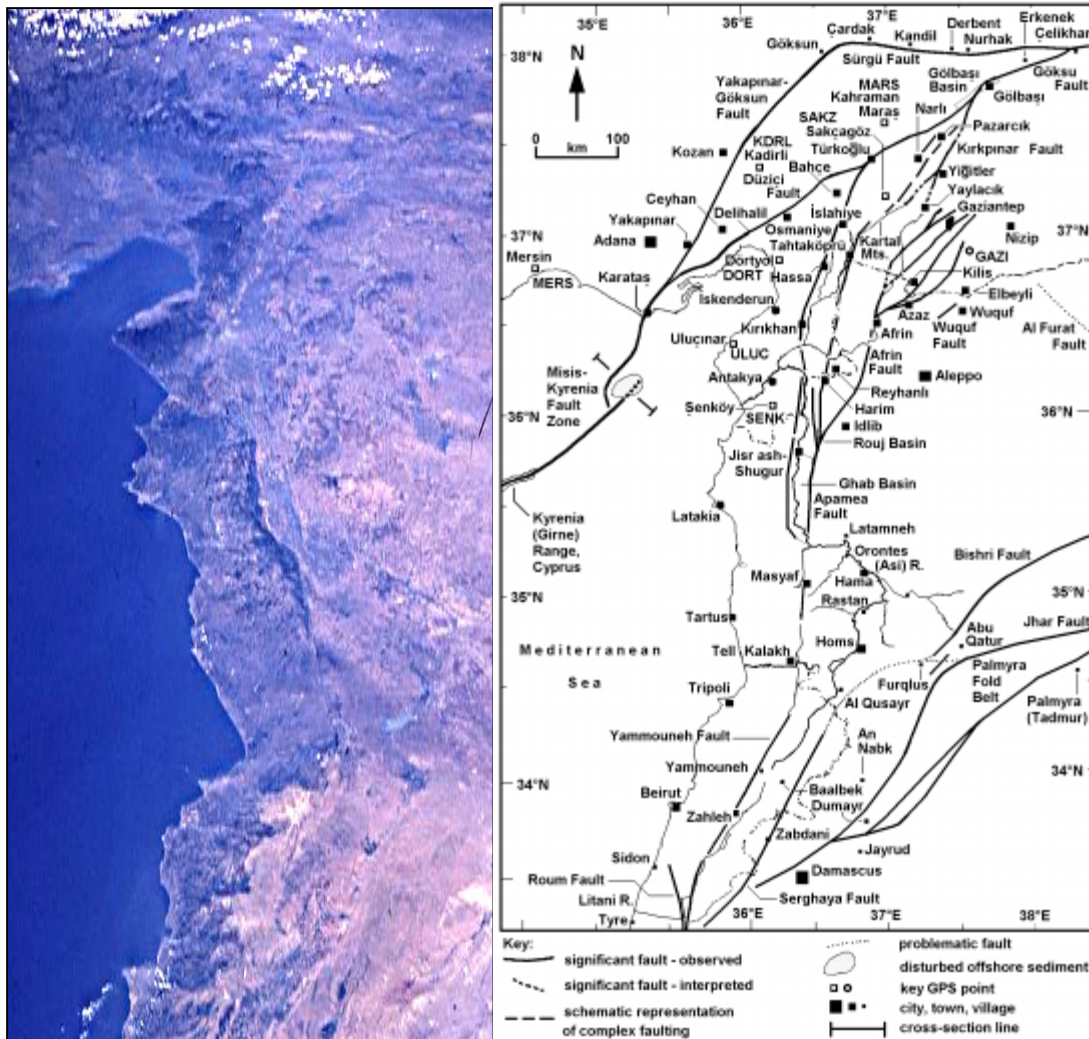 35°E
36°E
37°E
Erkenek
Çardak
Derbent
Çelikhan
Kandil
Nurhak
Göksun
38°N
38°N
Sürgü Fault
N
Gölbaşı
Basin
Göksu
Fault
Yakapınar-
Göksun
Fault
MARS
Kahraman
Maraş
Gölbaşı
Narlı
0 100
km
SAKZ
Sakçagöz
Pazarcık
KDRL
Kadirli
Türkoğlu
Kırkpınar Fault
Kozan
Bahçe
Düziçi
Fault
Yiğitler
Yaylacık
Ceyhan
Delihalil
İslahiye
Gaziantep
Yakapınar
Osmaniye
37°N
37°N
Adana
Tahtaköprü
Kartal
Mts.
Nizip
Mersin
Dörtyol
DORT
Hassa
GAZI
MERS
Karataş
Kilis
İskenderun
Elbeyli
Azaz
Wuquf
Kırıkhan
Afrin
Wuquf
Fault
Al Furat
Fault
Uluçınar
ULUC
Afrin
Fault
Misis-
Kyrenia
Fault
Zone
Antakya
Aleppo
Reyhanlı
Şenköy
SENK
Harim
36°N
36°N
Idlib
Rouj Basin
Jisr ash-
Shugur
Ghab Basin
Apamea
Fault
Kyrenia
(Girne)
Range,
Cyprus
Latakia
Latamneh
Orontes
(Asi) R.
Bishri Fault
Masyaf
Hama
35°N
35°N
Rastan
Tartus
Abu
Qatur
Jhar Fault
Homs
Mediterranean
Sea
Tell Kalakh
Palmyra
Fold
Belt
Furqlus
Tripoli
Al Qusayr
Palmyra
(Tadmur)
Yammouneh Fault
An
Nabk
Yammouneh
34°N
34°N
Beirut
Baalbek
Dumayr
Zahleh
Zabdani
Jayrud
Sidon
Damascus
Roum Fault
Litani R.
Serghaya Fault
Tyre
36°E
37°E
38°E
Key:
significant fault - observed
significant fault - interpreted
schematic representation
of complex faulting
problematic fault
disturbed offshore sediment
key GPS point
city, town, village
cross-section line